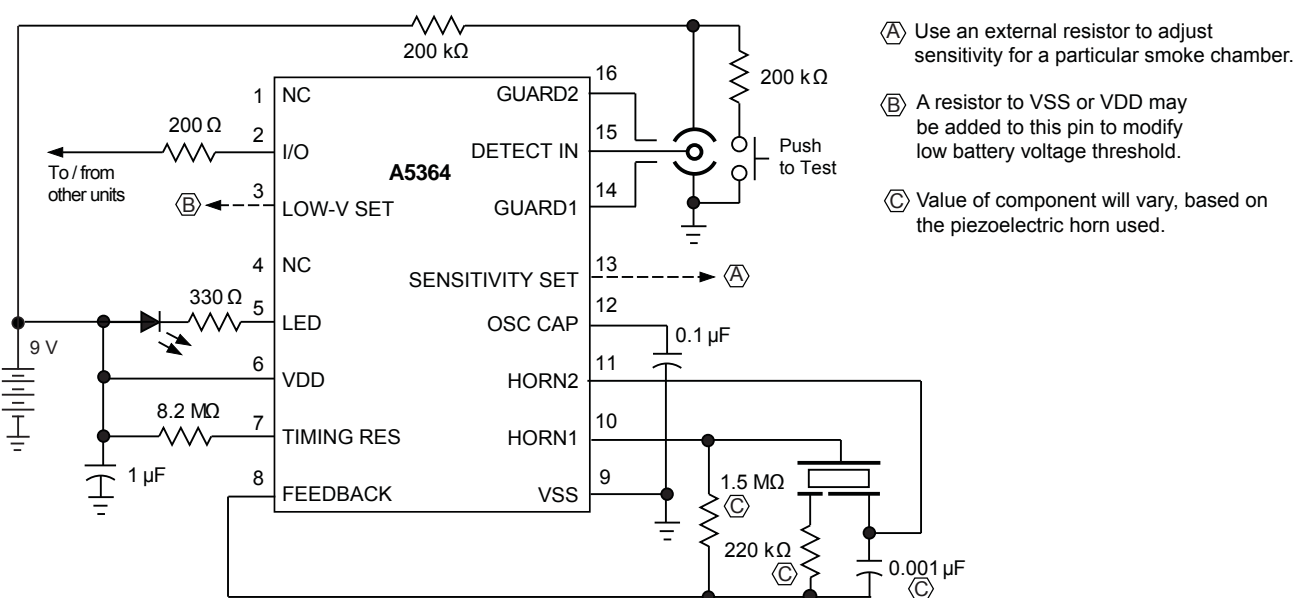 200 kΩ
200 kΩ
Push
to Test
A5364
1 NC
200 Ω
2 I/O
To / from
other units
3 LOW-V SET
B
4 NC
330 Ω
5 LED
9 V
6 VDD
8.2 MΩ
7 TIMING RES
1 µF
8 FEEDBACK
16 GUARD2
15 DETECT IN
14 GUARD1
13 SENSITIVITY SET
A
12 OSC CAP
0.1 µF
11 HORN2
10 HORN1
9 VSS
1.5 MΩ
C
220 kΩ
C
0.001 µF
C
A Use an external resistor to adjust
sensitivity for a particular smoke chamber.
B A resistor to VSS or VDD may
be added to this pin to modify
low battery voltage threshold.
C Value of component will vary, based on
the piezoelectric horn used.